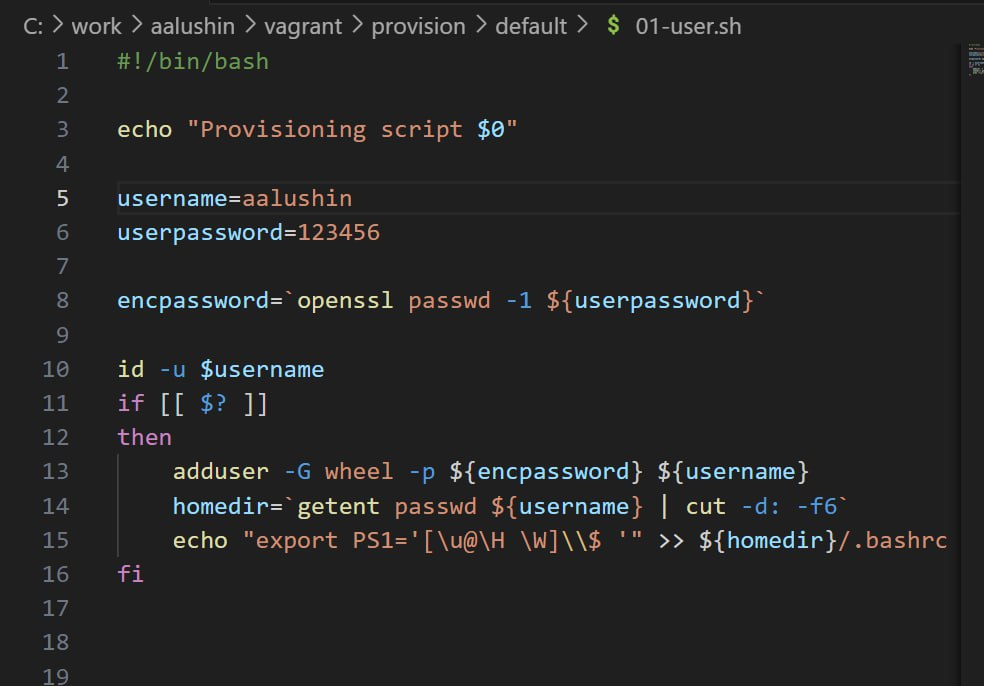 C: > work > aalushin > vagrant > provision > default > $ 01-user.sh
1 #!/bin/bash
2
3 echo "Provisioning script $0"
4
5 username=aalushin
6 userpassword=123456
7
8 encpassword=`openssl passwd -1 ${userpassword}`
9
10 id -u $username
11 if [[ $? ]]
12 then
13     adduser -G wheel -p ${encpassword} ${username}
14     homedir=`getent passwd ${username} | cut -d: -f6`
15     echo "export PS1='[\u@\H \W]\\$ '" >> ${homedir}/.bashrc
16 fi
17
18
19